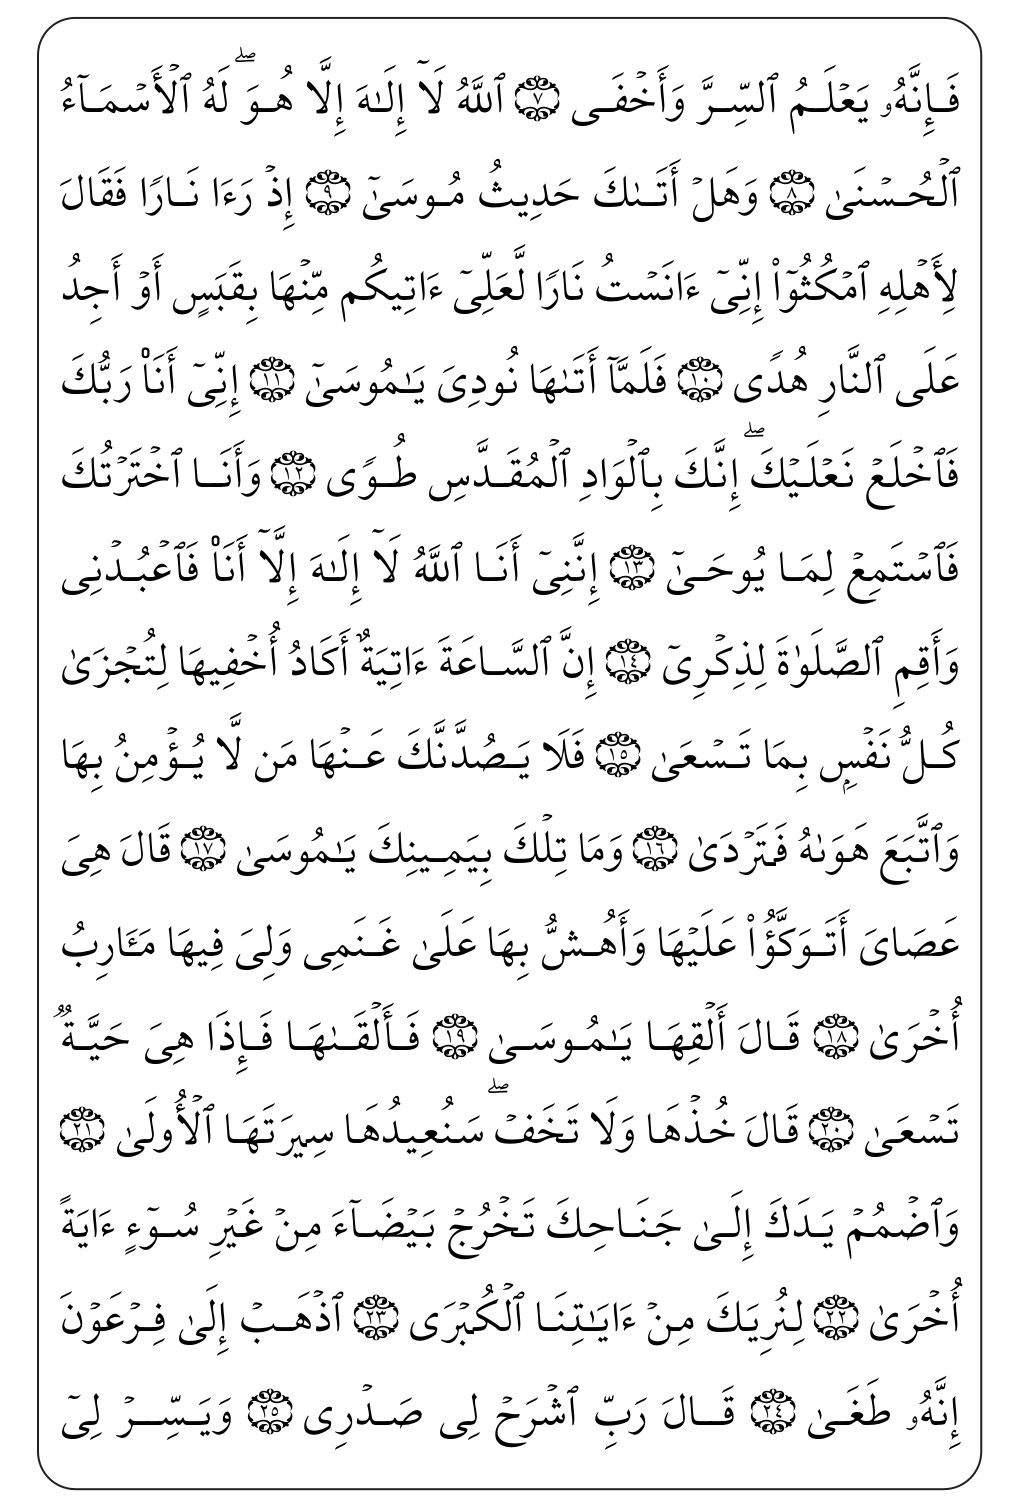 فَإِنَّهُۥ يَعْلَمُ ٱلسِّرَّ وَأَخْفَى ٧ ٱللَّهُ لَآ إِلَـٰهَ إِلَّا هُوَ ۖ لَهُ ٱلْأَسْمَآءُ
ٱلْحُسْنَىٰ ٨ وَهَلْ أَتَىٰكَ حَدِيثُ مُوسَىٰٓ ٩ إِذْ رَءَا نَارًا فَقَالَ
لِأَهْلِهِ ٱمْكُثُوٓا۟ إِنِّىٓ ءَانَسْتُ نَارًا لَّعَلِّىٓ ءَاتِيكُم مِّنْهَا بِقَبَسٍ أَوْ أَجِدُ
عَلَى ٱلنَّارِ هُدًى ١٠ فَلَمَّآ أَتَىٰهَا نُودِىَ يَـٰمُوسَىٰٓ ١١ إِنِّىٓ أَنَا۠ رَبُّكَ
فَٱخْلَعْ نَعْلَيْكَ ۖ إِنَّكَ بِٱلْوَادِ ٱلْمُقَدَّسِ طُوًى ١٢ وَأَنَا ٱخْتَرْتُكَ
فَٱسْتَمِعْ لِمَا يُوحَىٰٓ ١٣ إِنَّنِىٓ أَنَا ٱللَّهُ لَآ إِلَـٰهَ إِلَّآ أَنَا۠ فَٱعْبُدْنِى
وَأَقِمِ ٱلصَّلَوٰةَ لِذِكْرِىٓ ١٤ إِنَّ ٱلسَّاعَةَ ءَاتِيَةٌ أَكَادُ أُخْفِيهَا لِتُجْزَىٰ
كُلُّ نَفْسٍۭ بِمَا تَسْعَىٰ ١٥ فَلَا يَصُدَّنَّكَ عَنْهَا مَن لَّا يُؤْمِنُ بِهَا
وَٱتَّبَعَ هَوَىٰهُ فَتَرْدَىٰ ١٦ وَمَا تِلْكَ بِيَمِينِكَ يَـٰمُوسَىٰ ١٧ قَالَ هِىَ
عَصَاىَ أَتَوَكَّؤُا۟ عَلَيْهَا وَأَهُشُّ بِهَا عَلَىٰ غَنَمِى وَلِىَ فِيهَا مَـَٔارِبُ
أُخْرَىٰ ١٨ قَالَ أَلْقِهَا يَـٰمُوسَىٰ ١٩ فَأَلْقَىٰهَا فَإِذَا هِىَ حَيَّةٌ
تَسْعَىٰ ٢٠ قَالَ خُذْهَا وَلَا تَخَفْ ۖ سَنُعِيدُهَا سِيرَتَهَا ٱلْأُولَىٰ ٢١
وَٱضْمُمْ يَدَكَ إِلَىٰ جَنَاحِكَ تَخْرُجْ بَيْضَآءَ مِنْ غَيْرِ سُوٓءٍ ءَايَةً
أُخْرَىٰ ٢٢ لِنُرِيَكَ مِنْ ءَايَـٰتِنَا ٱلْكُبْرَى ٢٣ ٱذْهَبْ إِلَىٰ فِرْعَوْنَ
إِنَّهُۥ طَغَىٰ ٢٤ قَالَ رَبِّ ٱشْرَحْ لِى صَدْرِى ٢٥ وَيَسِّرْ لِىٓ